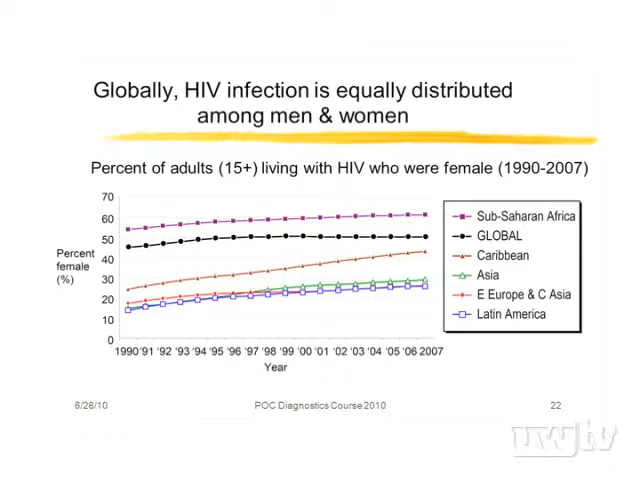 Globally, HIV infection is equally distributed
among men & women
Percent of adults (15+) living with HIV who were female (1990-2007)
70
60
50
40
30
20
10
0
Percent
female
(%)
1990 '91 '92 '93 '94 '95 '96 '97 '98 '99 '00 '01 '02 '03 '04 '05 '06 2007
Year
Sub-Saharan Africa
GLOBAL
Caribbean
Asia
E Europe & C Asia
Latin America
6/28/10 POC Diagnostics Course 2010 22
uwtv